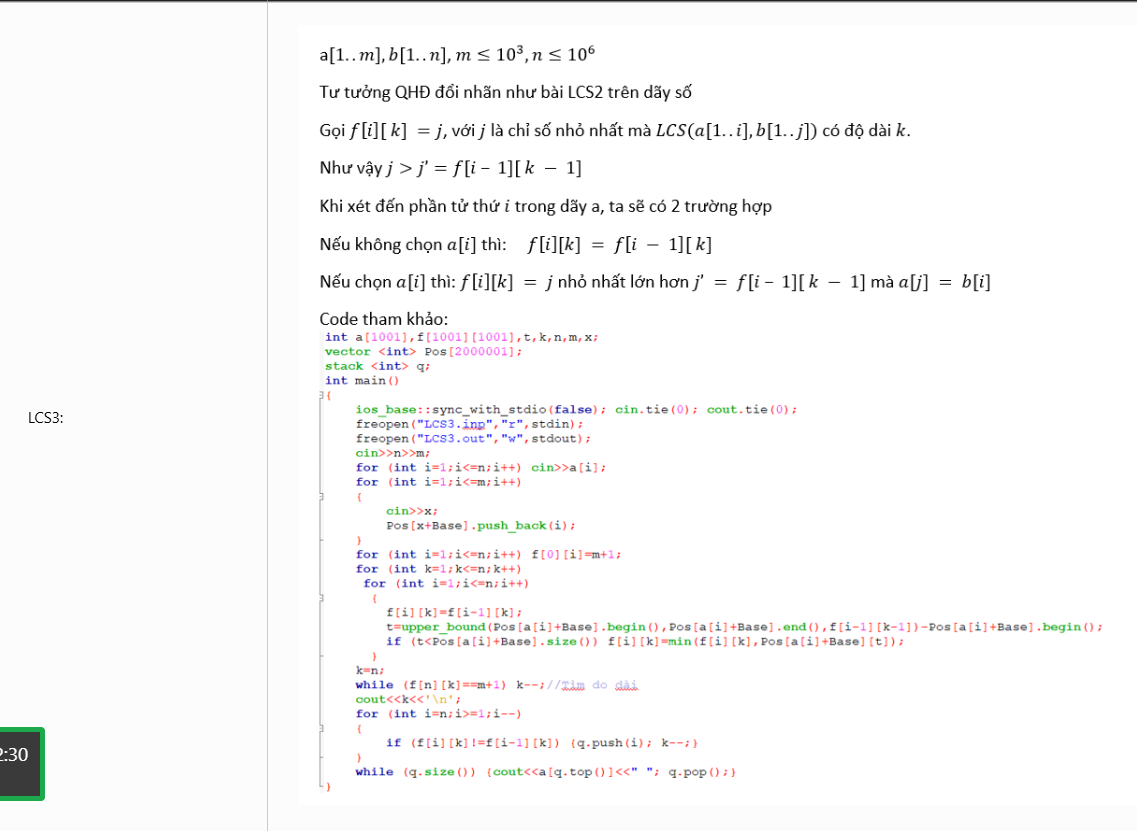 a[1..m], b[1..n], m ≤ 10³, n ≤ 10⁶
Tư tưởng QHĐ đổi nhãn như bài LCS2 trên dãy số
Gọi f[i][ k] = j, với j là chỉ số nhỏ nhất mà LCS(a[1..i], b[1..j]) có độ dài k.
Như vậy j > j' = f[i – 1][ k − 1]
Khi xét đến phần tử thứ i trong dãy a, ta sẽ có 2 trường hợp
Nếu không chọn a[i] thì: f[i][k] = f[i − 1][ k]
Nếu chọn a[i] thì: f[i][k] = j nhỏ nhất lớn hơn j' = f[i – 1][ k − 1] mà a[j] = b[i]
Code tham khảo:
int a[1001],f[1001][1001],t,k,n,m,x;
vector <int> Pos[2000001];
stack <int> q;
int main()
{
ios_base::sync_with_stdio(false); cin.tie(0); cout.tie(0);
freopen("LCS3.inp","r",stdin);
freopen("LCS3.out","w",stdout);
cin>>n>>m;
for (int i=1;i<=n;i++) cin>>a[i];
for (int i=1;i<=m;i++)
{
cin>>x;
Pos[x+Base].push_back(i);
}
for (int i=1;i<=n;i++) f[0][i]=m+1;
for (int k=1;k<=n;k++)
for (int i=1;i<=n;i++)
{
f[i][k]=f[i-1][k];
t=upper_bound(Pos[a[i]+Base].begin(),Pos[a[i]+Base].end(),f[i-1][k-1])-Pos[a[i]+Base].begin();
if (t<Pos[a[i]+Base].size()) f[i][k]=min(f[i][k],Pos[a[i]+Base][t]);
}
k=n;
while (f[n][k]==m+1) k--;//Tim do dài
cout<<k<<'\n';
for (int i=n;i>=1;i--)
{
if (f[i][k]!=f[i-1][k]) {q.push(i); k--;}
}
while (q.size()) {cout<<a[q.top()]<<" "; q.pop();}
}
LCS3:
2:30